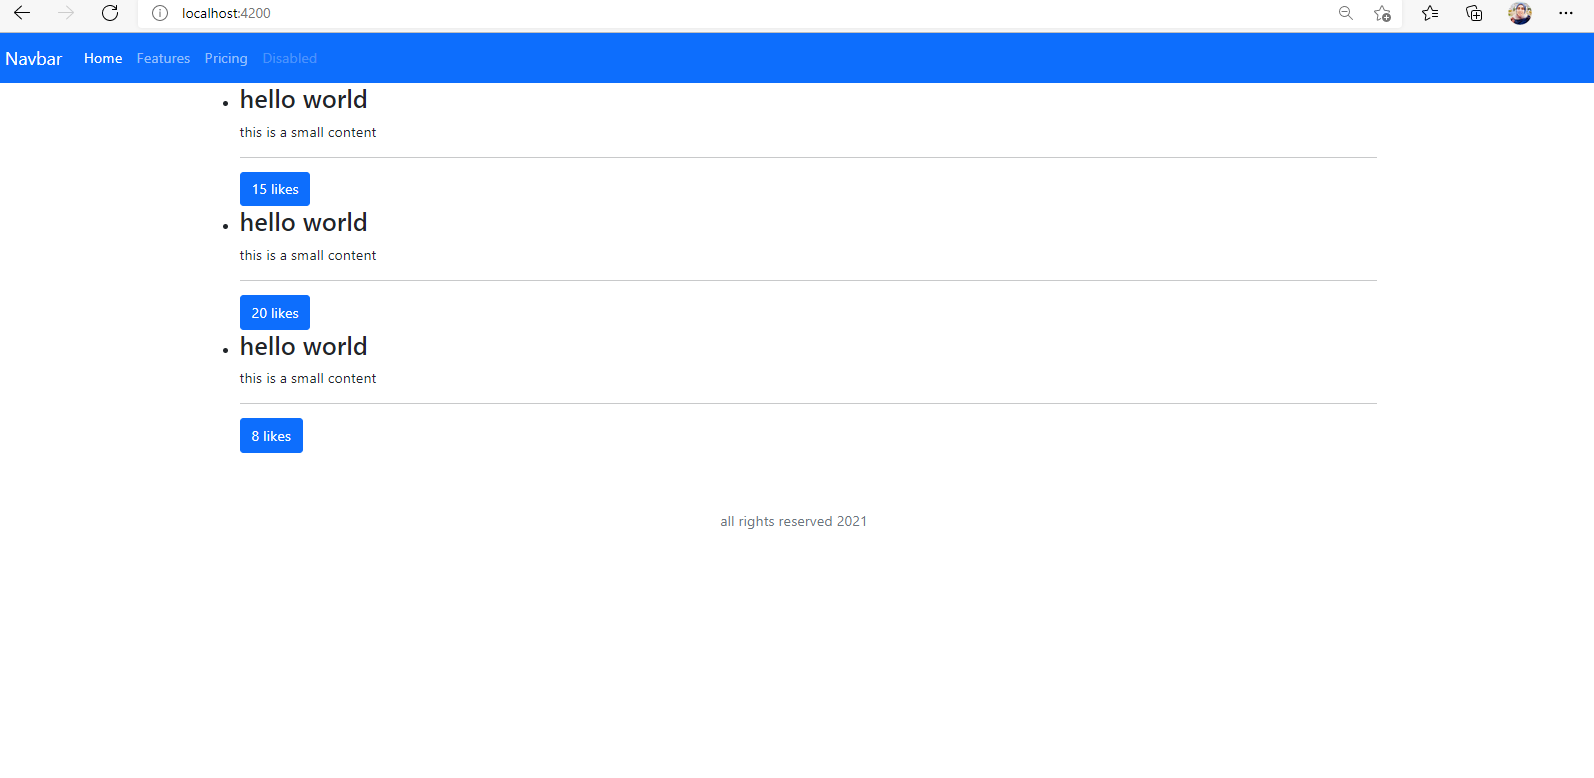 localhost:4200
Navbar Home Features Pricing Disabled
hello world
this is a small content
15 likes
hello world
this is a small content
20 likes
hello world
this is a small content
8 likes
all rights reserved 2021